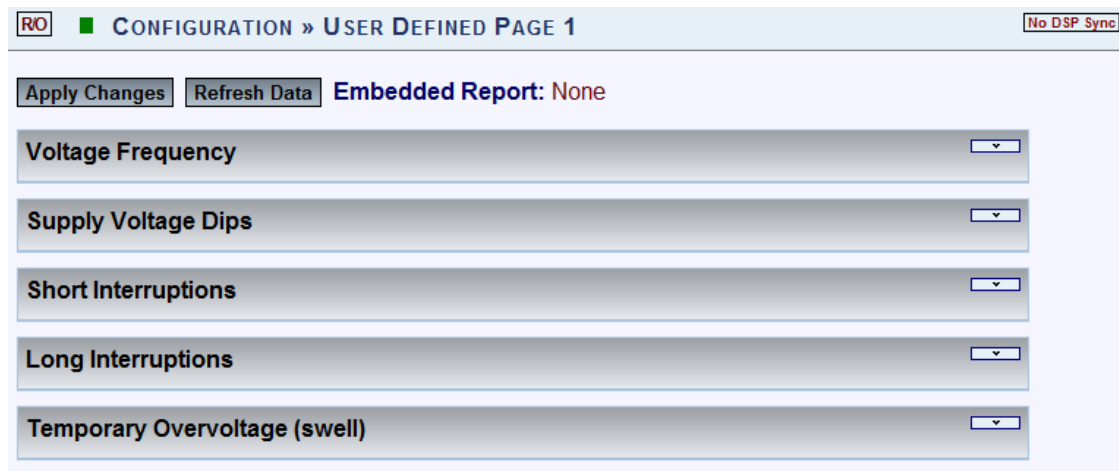 R/O CONFIGURATION » USER DEFINED PAGE 1 No DSP Sync
Apply Changes Refresh Data Embedded Report: None
Voltage Frequency
Supply Voltage Dips
Short Interruptions
Long Interruptions
Temporary Overvoltage (swell)